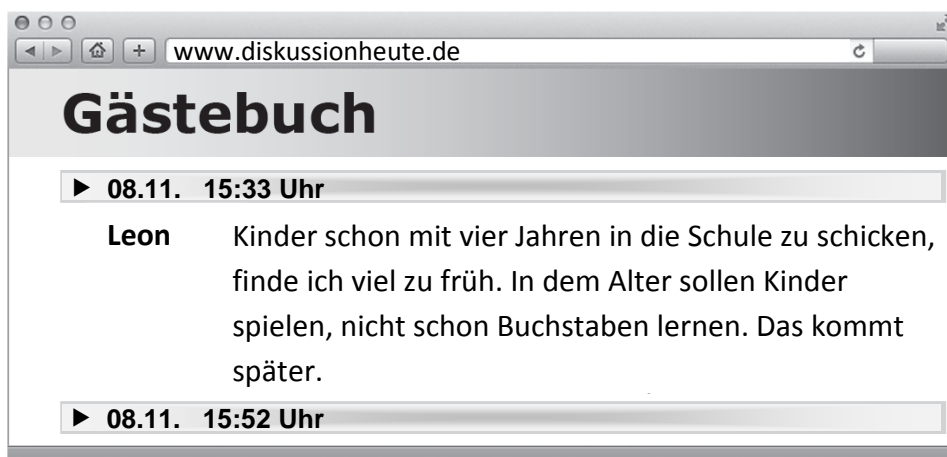 www.diskussionheute.de
Gästebuch
08.11. 15:33 Uhr
Leon Kinder schon mit vier Jahren in die Schule zu schicken,
finde ich viel zu früh. In dem Alter sollen Kinder
spielen, nicht schon Buchstaben lernen. Das kommt
später.
08.11. 15:52 Uhr